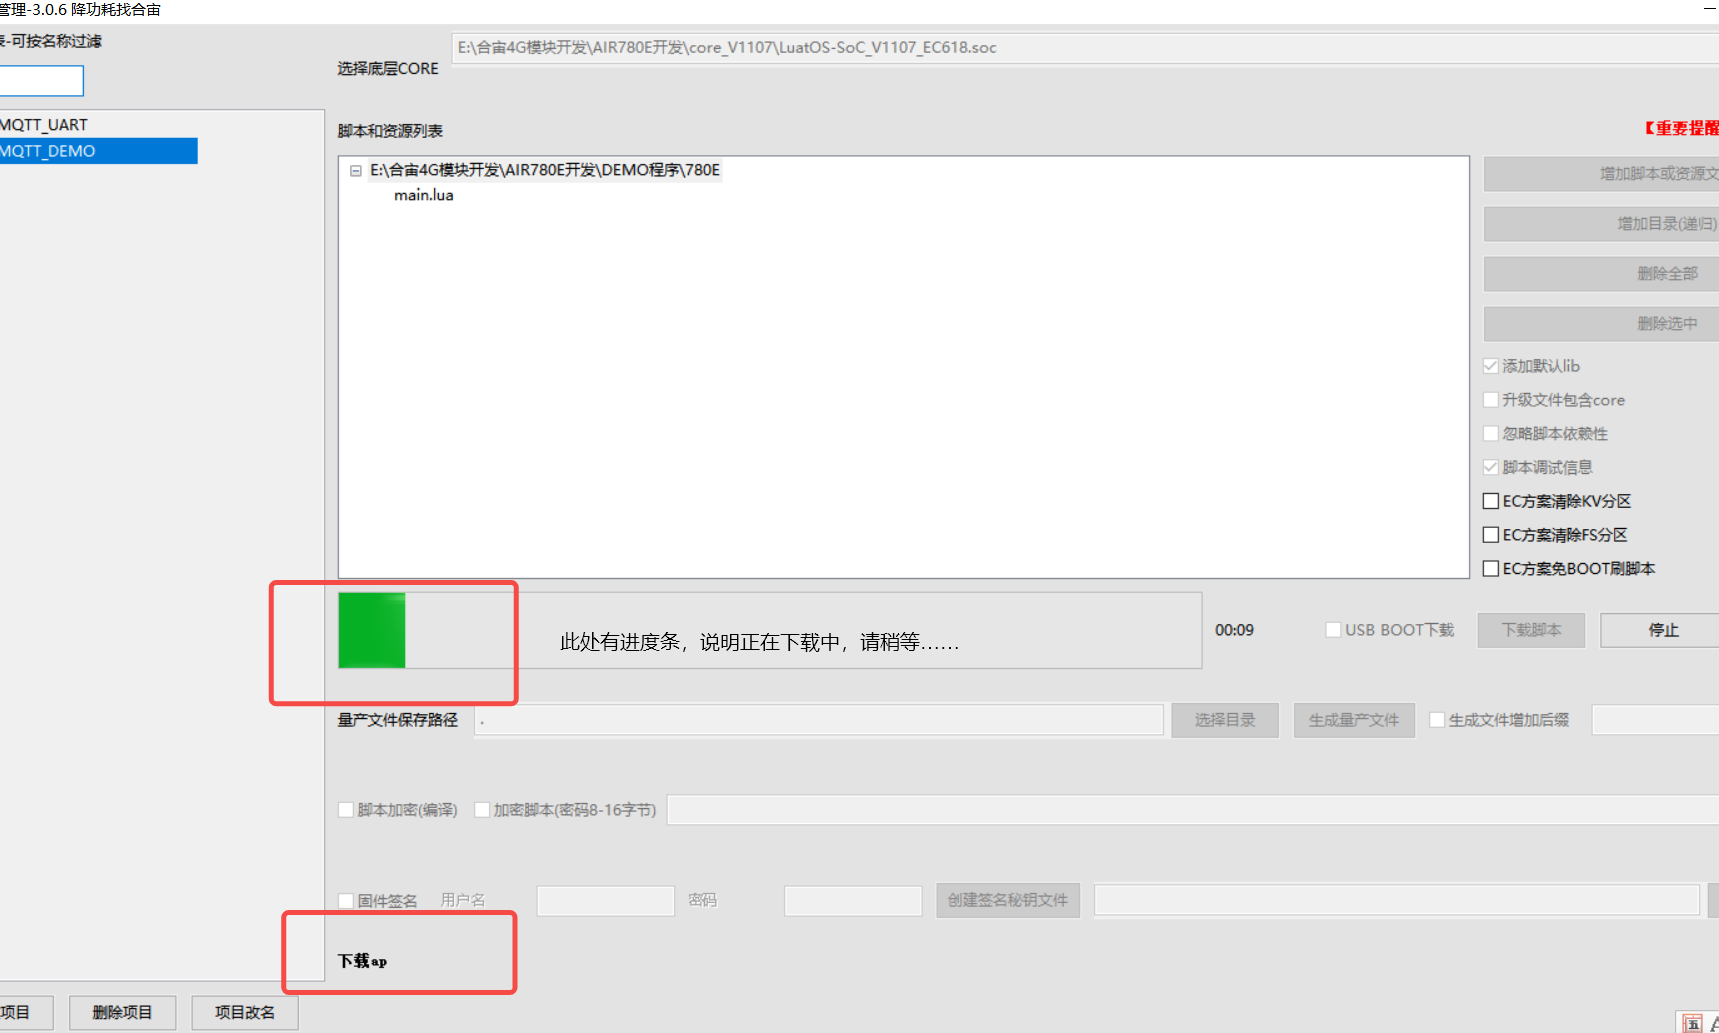 管理-3.0.6 降功耗找合宙
表-可按名称过滤
选择底层CORE
E:\合宙4G模块开发\AIR780E开发\core_V1107\LuatOS-SoC_V1107_EC618.soc
MQTT_UART
MQTT_DEMO
脚本和资源列表
【重要提醒
E:\合宙4G模块开发\AIR780E开发\DEMO程序\780E
main.lua
增加脚本或资源文
增加目录(递归)
删除全部
删除选中
添加默认lib
升级文件包含core
忽略脚本依赖性
脚本调试信息
EC方案清除KV分区
EC方案清除FS分区
EC方案免BOOT刷脚本
此处有进度条，说明正在下载中，请稍等……
00:09
USB BOOT下载
下载脚本
停止
量产文件保存路径
.
选择目录
生成量产文件
生成文件增加后缀
脚本加密(编译)
加密脚本(密码8-16字节)
固件签名
用户名
密码
创建签名秘钥文件
下载ap
项目
删除项目
项目改名
五